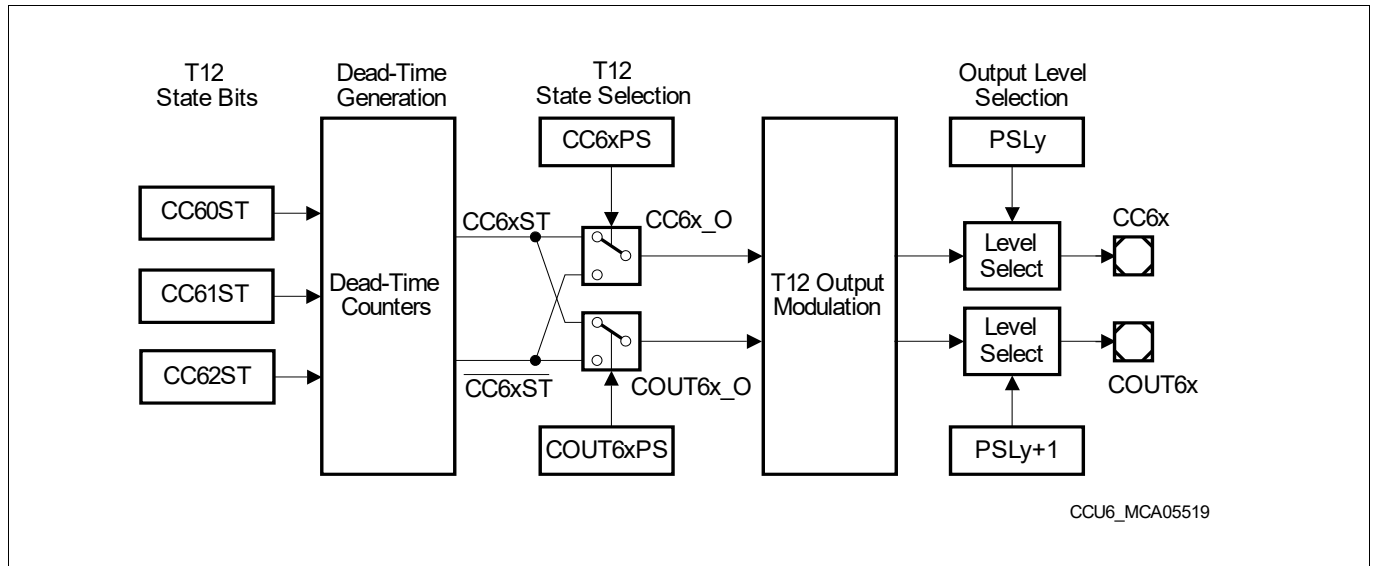 T12
State Bits
Dead-Time
Generation
T12
State Selection
Output Level
Selection
CC6xPS
PSLy
CC60ST
CC61ST
CC62ST
Dead-Time
Counters
CC6xST
CC6x_O
C̅C̅6̅x̅S̅T̅
COUT6x_O
COUT6xPS
T12 Output
Modulation
Level
Select
Level
Select
CC6x
COUT6x
PSLy+1
CCU6_MCA05519